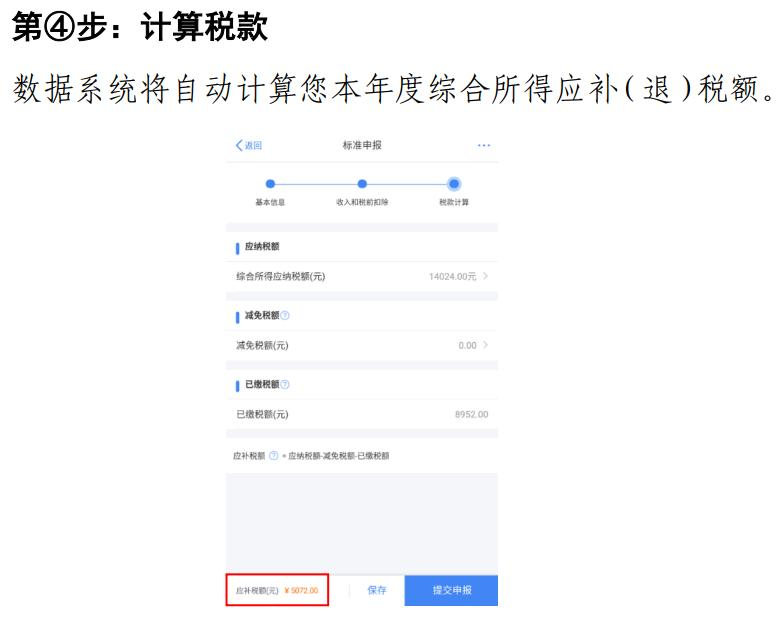 第④步：计算税款
数据系统将自动计算您本年度综合所得应补(退)税额。
返回 标准申报 ···
基本信息 收入和税前扣除 税款计算
应纳税额
综合所得应纳税额(元) 14024.00元
减免税额?
减免税额(元) 0.00
已缴税额?
已缴税额(元) 8952.00
应补税额 ? = 应纳税额-减免税额-已缴税额
应补税额(元) ¥5072.00 保存 提交申报